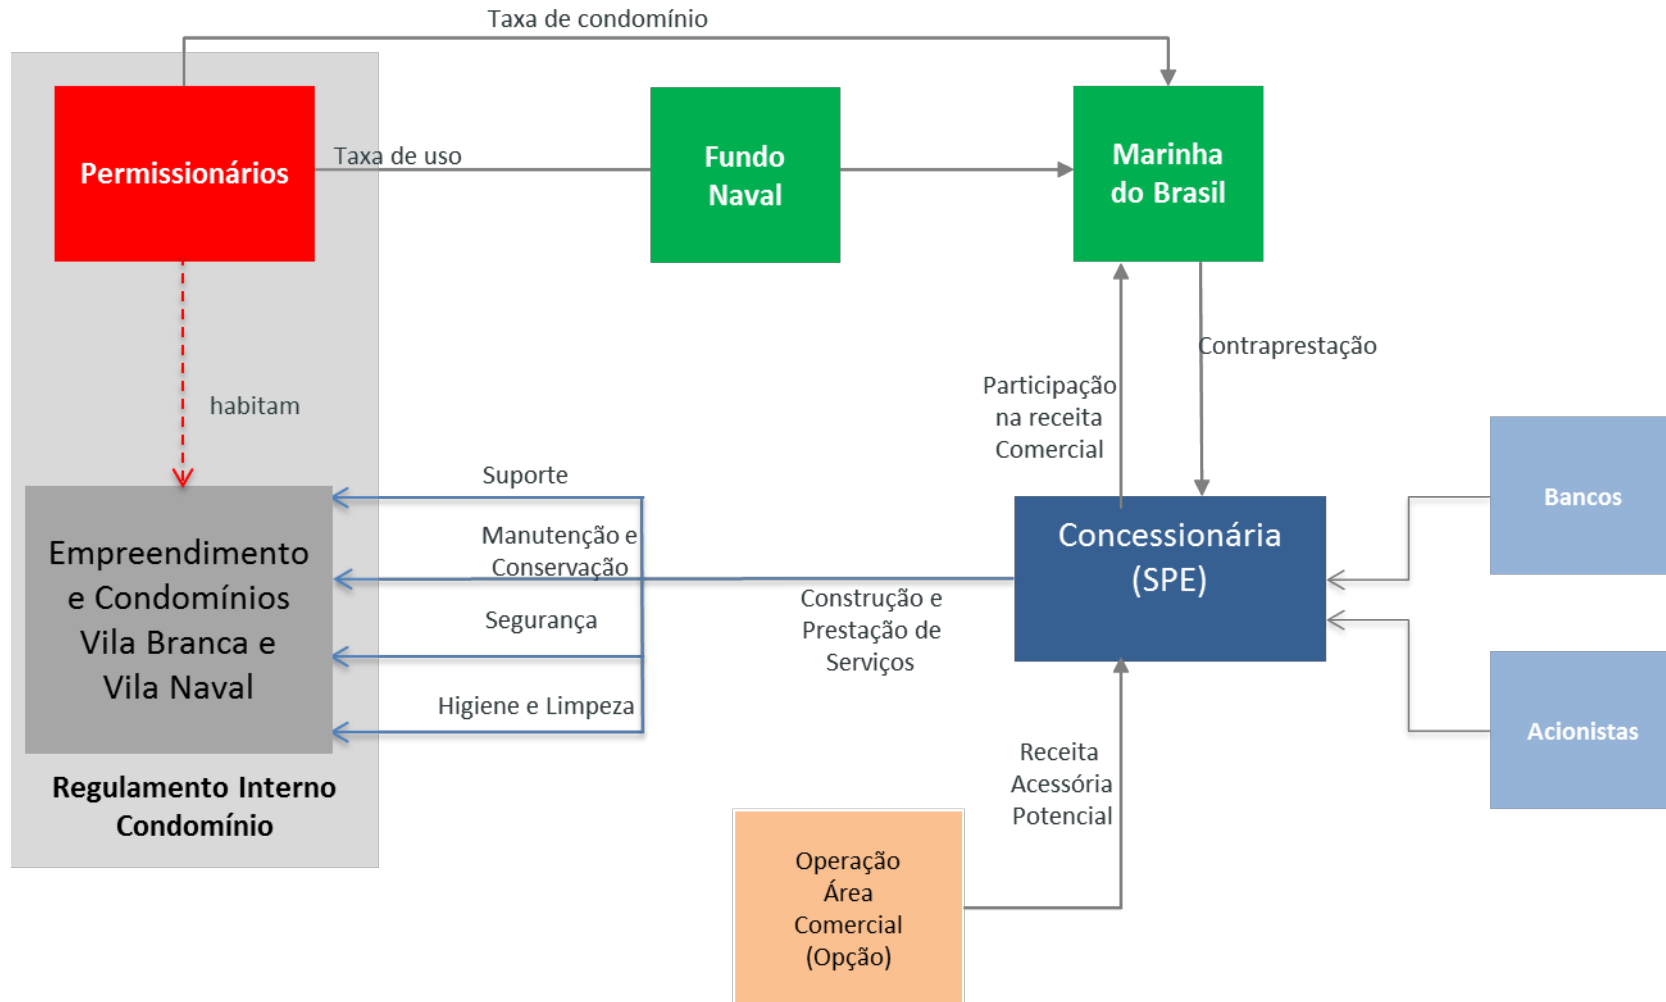 Taxa de condomínio
Permissionários
Taxa de uso
Fundo
Naval
Marinha
do Brasil
habitam
Contraprestação
Participação
na receita
Comercial
Suporte
Manutenção e
Conservação
Segurança
Higiene e Limpeza
Empreendimento
e Condomínios
Vila Branca e
Vila Naval
Regulamento Interno
Condomínio
Construção e
Prestação de
Serviços
Concessionária
(SPE)
Bancos
Acionistas
Receita
Acessória
Potencial
Operação
Área
Comercial
(Opção)